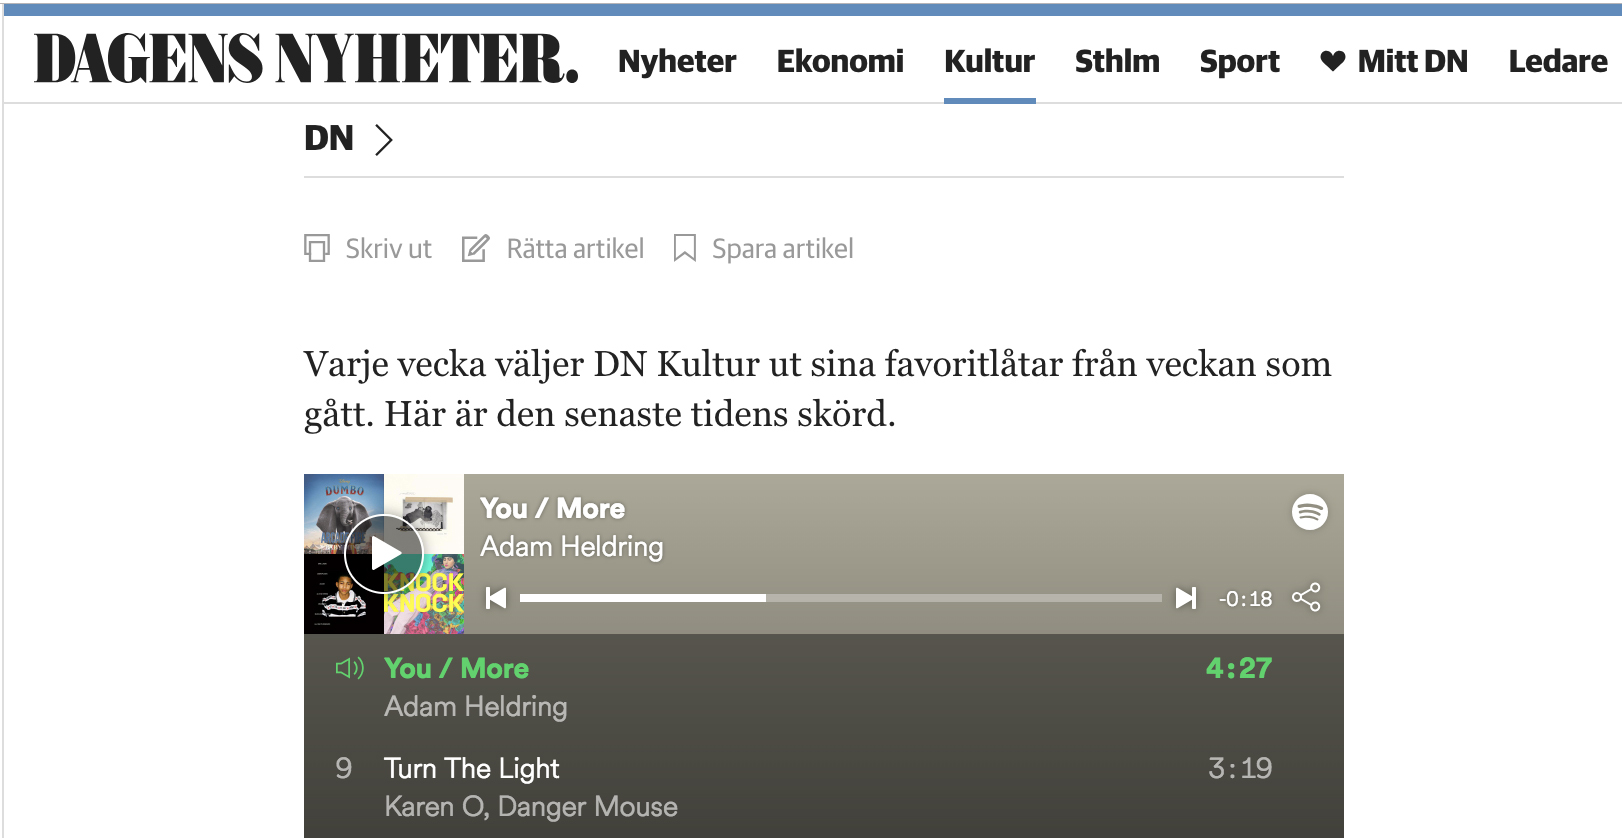 DAGENS NYHETER.
Nyheter Ekonomi Kultur Sthlm Sport Mitt DN Ledare
DN
Skriv ut Rätta artikel Spara artikel
Varje vecka väljer DN Kultur ut sina favoritlåtar från veckan som
gått. Här är den senaste tidens skörd.
DUMBO
KNOCK
KNOCK
You / More
Adam Heldring
-0:18
You / More 4:27
Adam Heldring
9 Turn The Light 3:19
Karen O, Danger Mouse